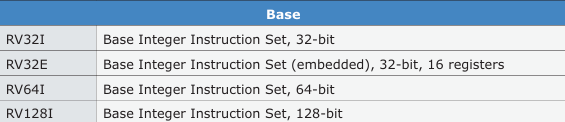 Base
RV32I Base Integer Instruction Set, 32-bit
RV32E Base Integer Instruction Set (embedded), 32-bit, 16 registers
RV64I Base Integer Instruction Set, 64-bit
RV128I Base Integer Instruction Set, 128-bit